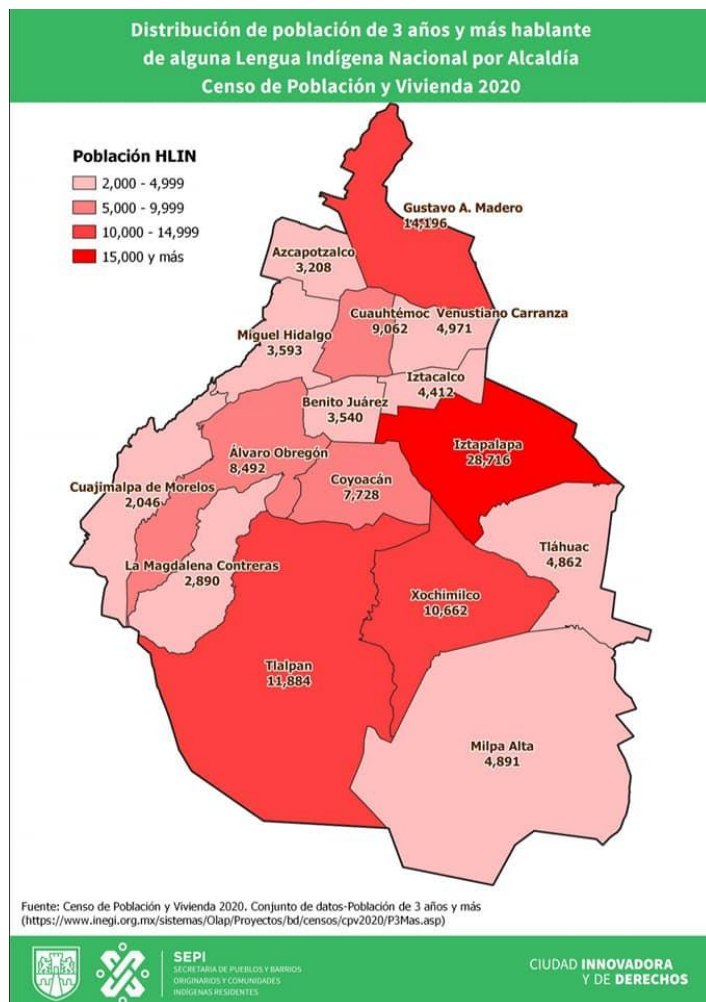 Distribución de población de 3 años y más hablante
de alguna Lengua Indígena Nacional por Alcaldía
Censo de Población y Vivienda 2020
Población HLIN
2,000 - 4,999
5,000 - 9,999
10,000 - 14,999
15,000 y más
Gustavo A. Madero
14,196
Azcapotzalco
3,208
Cuauhtémoc
9,062
Venustiano Carranza
4,971
Miguel Hidalgo
3,593
Iztacalco
4,412
Benito Juárez
3,540
Iztapalapa
28,716
Álvaro Obregón
8,492
Coyoacán
7,728
Cuajimalpa de Morelos
2,046
Tláhuac
4,862
La Magdalena Contreras
2,890
Xochimilco
10,662
Tlalpan
11,884
Milpa Alta
4,891
Fuente: Censo de Población y Vivienda 2020. Conjunto de datos-Población de 3 años y más
(https://www.inegi.org.mx/sistemas/Olap/Proyectos/bd/censos/cpv2020/P3Mas.asp)
SEPI
SECRETARIA DE PUEBLOS Y BARRIOS
ORIGINARIOS Y COMUNIDADES
INDÍGENAS RESIDENTES
CIUDAD INNOVADORA
Y DE DERECHOS